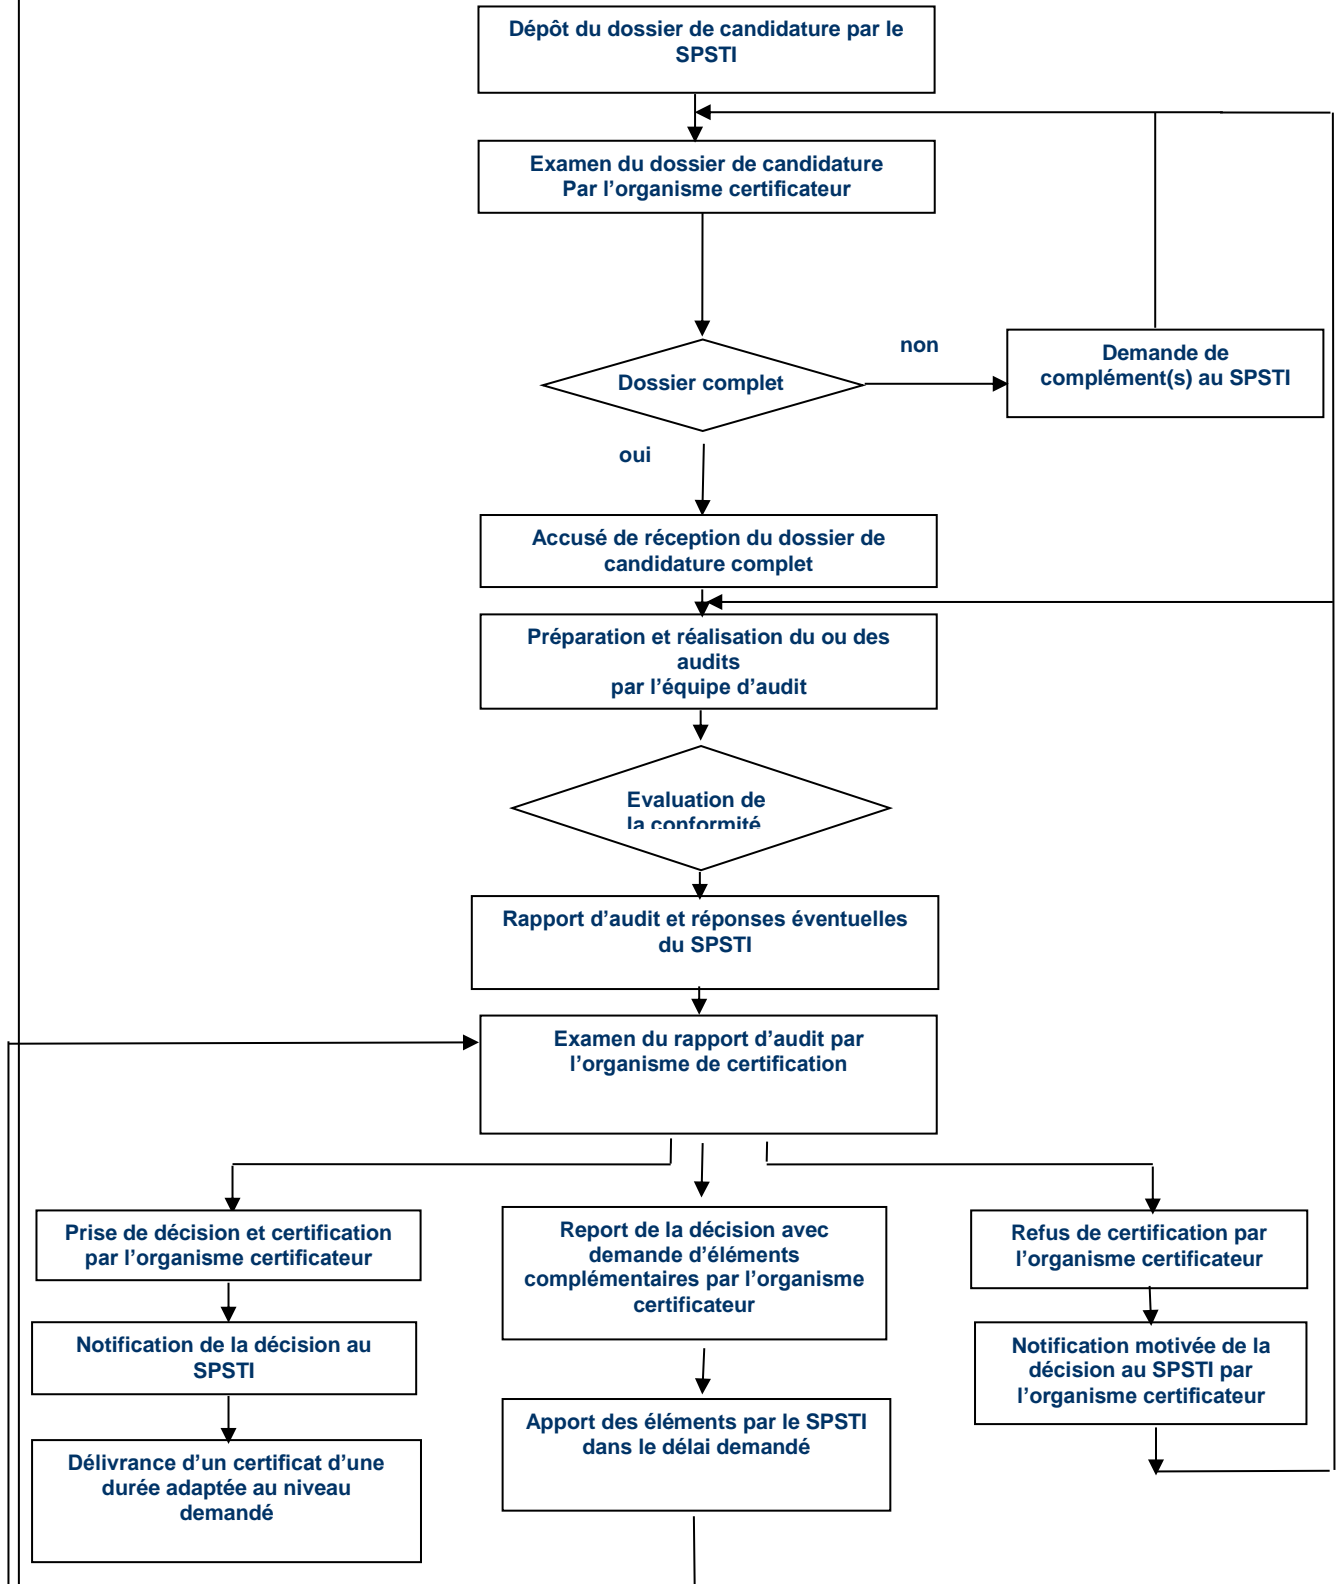 Dépôt du dossier de candidature par le
SPSTI
Examen du dossier de candidature
Par l’organisme certificateur
non
Demande de
complément(s) au SPSTI
Dossier complet
oui
Accusé de réception du dossier de
candidature complet
Préparation et réalisation du ou des
audits
par l’équipe d’audit
Evaluation de
la conformité
Rapport d’audit et réponses éventuelles
du SPSTI
Examen du rapport d’audit par
l’organisme de certification
Prise de décision et certification
par l’organisme certificateur
Report de la décision avec
demande d’éléments
complémentaires par l’organisme
certificateur
Refus de certification par
l’organisme certificateur
Notification de la décision au
SPSTI
Notification motivée de la
décision au SPSTI par
l’organisme certificateur
Apport des éléments par le SPSTI
dans le délai demandé
Délivrance d’un certificat d’une
durée adaptée au niveau
demandé